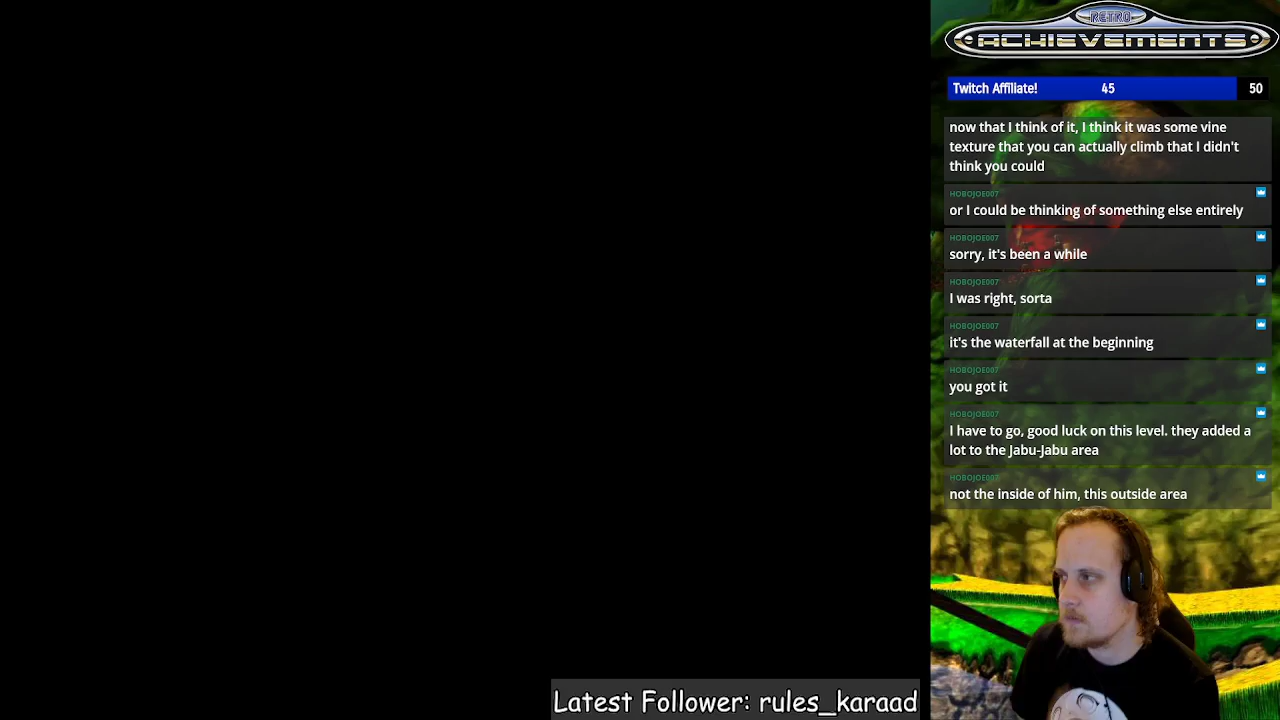 RETRO
ACHIEVEMENTS
Twitch Affiliate! 45 50
now that I think of it, I think it was some vine
texture that you can actually climb that I didn't
think you could
HOBOJOE007
or I could be thinking of something else entirely
HOBOJOE007
sorry, it's been a while
HOBOJOE007
I was right, sorta
HOBOJOE007
it's the waterfall at the beginning
HOBOJOE007
you got it
HOBOJOE007
I have to go, good luck on this level. they added a
lot to the Jabu-Jabu area
HOBOJOE007
not the inside of him, this outside area
Latest Follower: rules_karaad